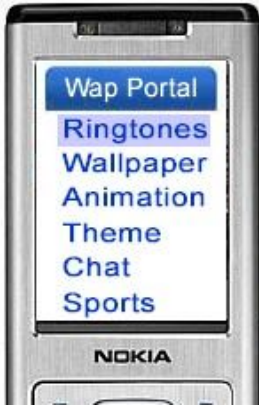 Wap Portal
Ringtones
Wallpaper
Animation
Theme
Chat
Sports
NOKIA